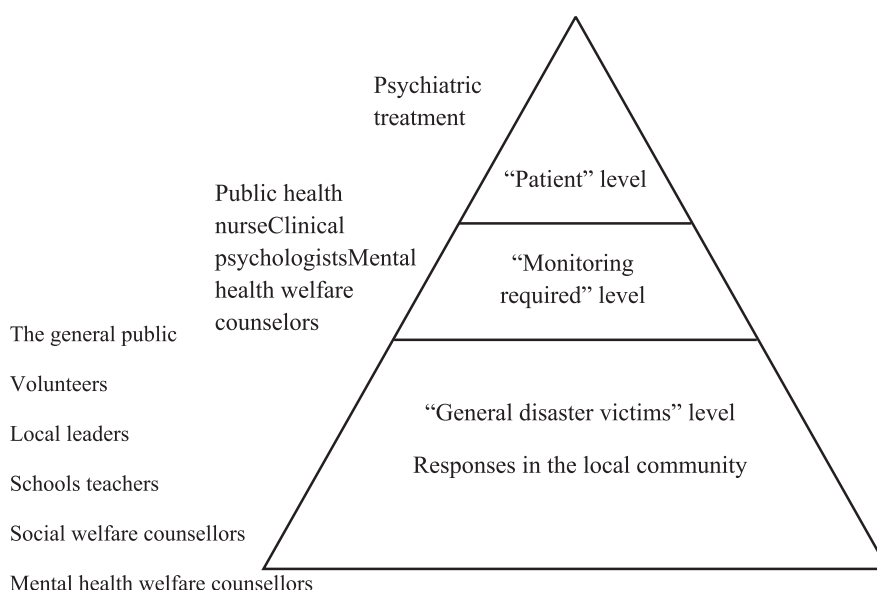 Psychiatric
treatment
“Patient” level
Public health
nurseClinical
psychologistsMental
health welfare
counselors
“Monitoring
required” level
The general public
Volunteers
Local leaders
Schools teachers
Social welfare counsellors
Mental health welfare counsellors
“General disaster victims” level
Responses in the local community